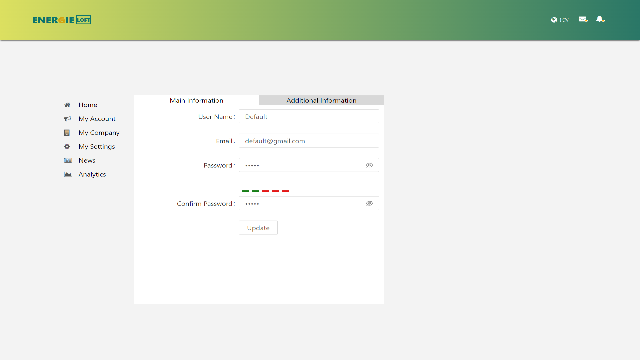 ENERGIE LOFT
EN
Home
My Account
My Company
My Settings
News
Analytics
Main Information
Additional Information
User Name :
Default
Email :
default@gmail.com
Password :
•••••
Confirm Password :
•••••
Update